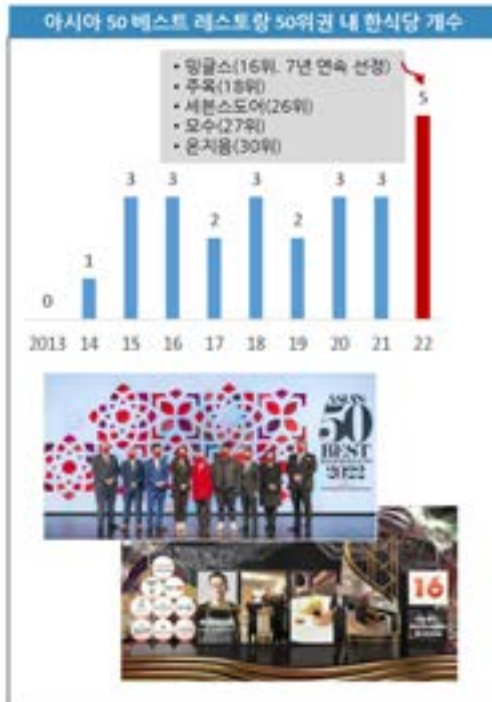 아시아 50 베스트 레스토랑 50위권 내 한식당 개수
• 밍글스(16위. 7년 연속 선정)
• 주옥(18위)
• 세븐스도어(26위)
• 모수(27위)
• 온지음(30위)
0 1 3 3 2 3 2 3 3 5
2013 14 15 16 17 18 19 20 21 22
ASIA'S
50
BEST
2022
16